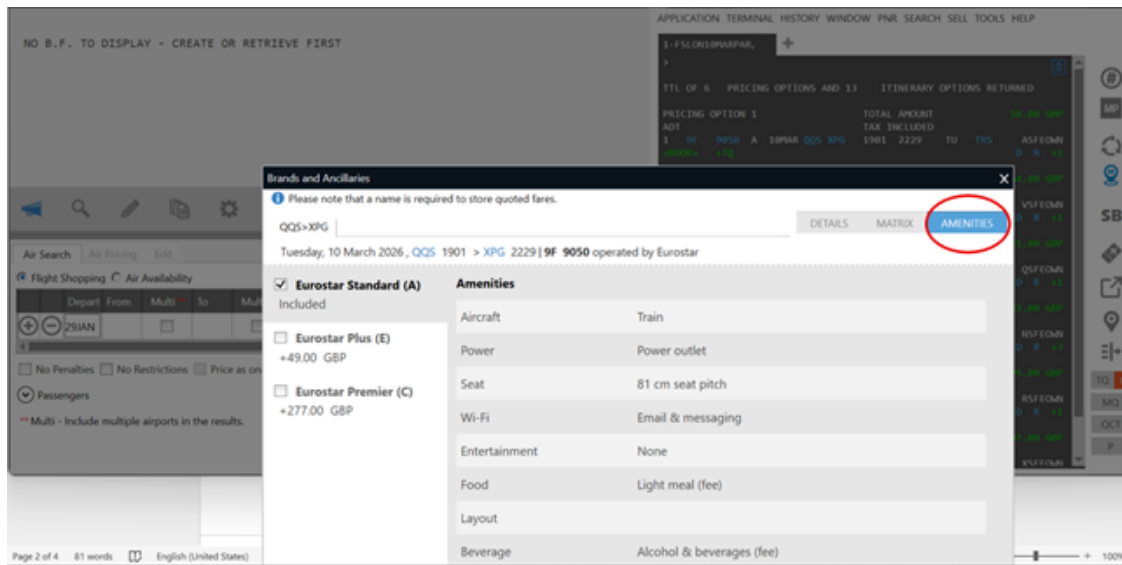 APPLICATION TERMINAL HISTORY WINDOW PNR SEARCH SELL TOOLS HELP
NO B.F. TO DISPLAY - CREATE OR RETRIEVE FIRST
1-FSLON10MARPAR,
>
TTL OF 6 PRICING OPTIONS AND 13 ITINERARY OPTIONS RETURNED
PRICING OPTION 1 TOTAL AMOUNT 58.00 GBP
ADT TAX INCLUDED
1 9F 9050 A 10MAR QQS XPG 1901 2229 TU TRS ASFEOWN
<BOOK> +TQ D R +1
MP
SB
TQ
MQ
QCT
P
VSFEOWN
QSFEOWN
NSFEOWN
RSFEOWN
XSFEOWN
Air Search Air Pricing Edit
Flight Shopping Air Availability
Depart From Multi** To
29JAN
No Penalties No Restrictions Price as on
Passengers
** Multi - Include multiple airports in the results.
Brands and Ancillaries X
Please note that a name is required to store quoted fares.
QQS>XPG DETAILS MATRIX AMENITIES
Tuesday, 10 March 2026 , QQS 1901 > XPG 2229 | 9F 9050 operated by Eurostar
Eurostar Standard (A)
Included
Eurostar Plus (E)
+49.00 GBP
Eurostar Premier (C)
+277.00 GBP
Amenities
Aircraft Train
Power Power outlet
Seat 81 cm seat pitch
Wi-Fi Email & messaging
Entertainment None
Food Light meal (fee)
Layout
Beverage Alcohol & beverages (fee)
Page 2 of 4 81 words English (United States) 100%